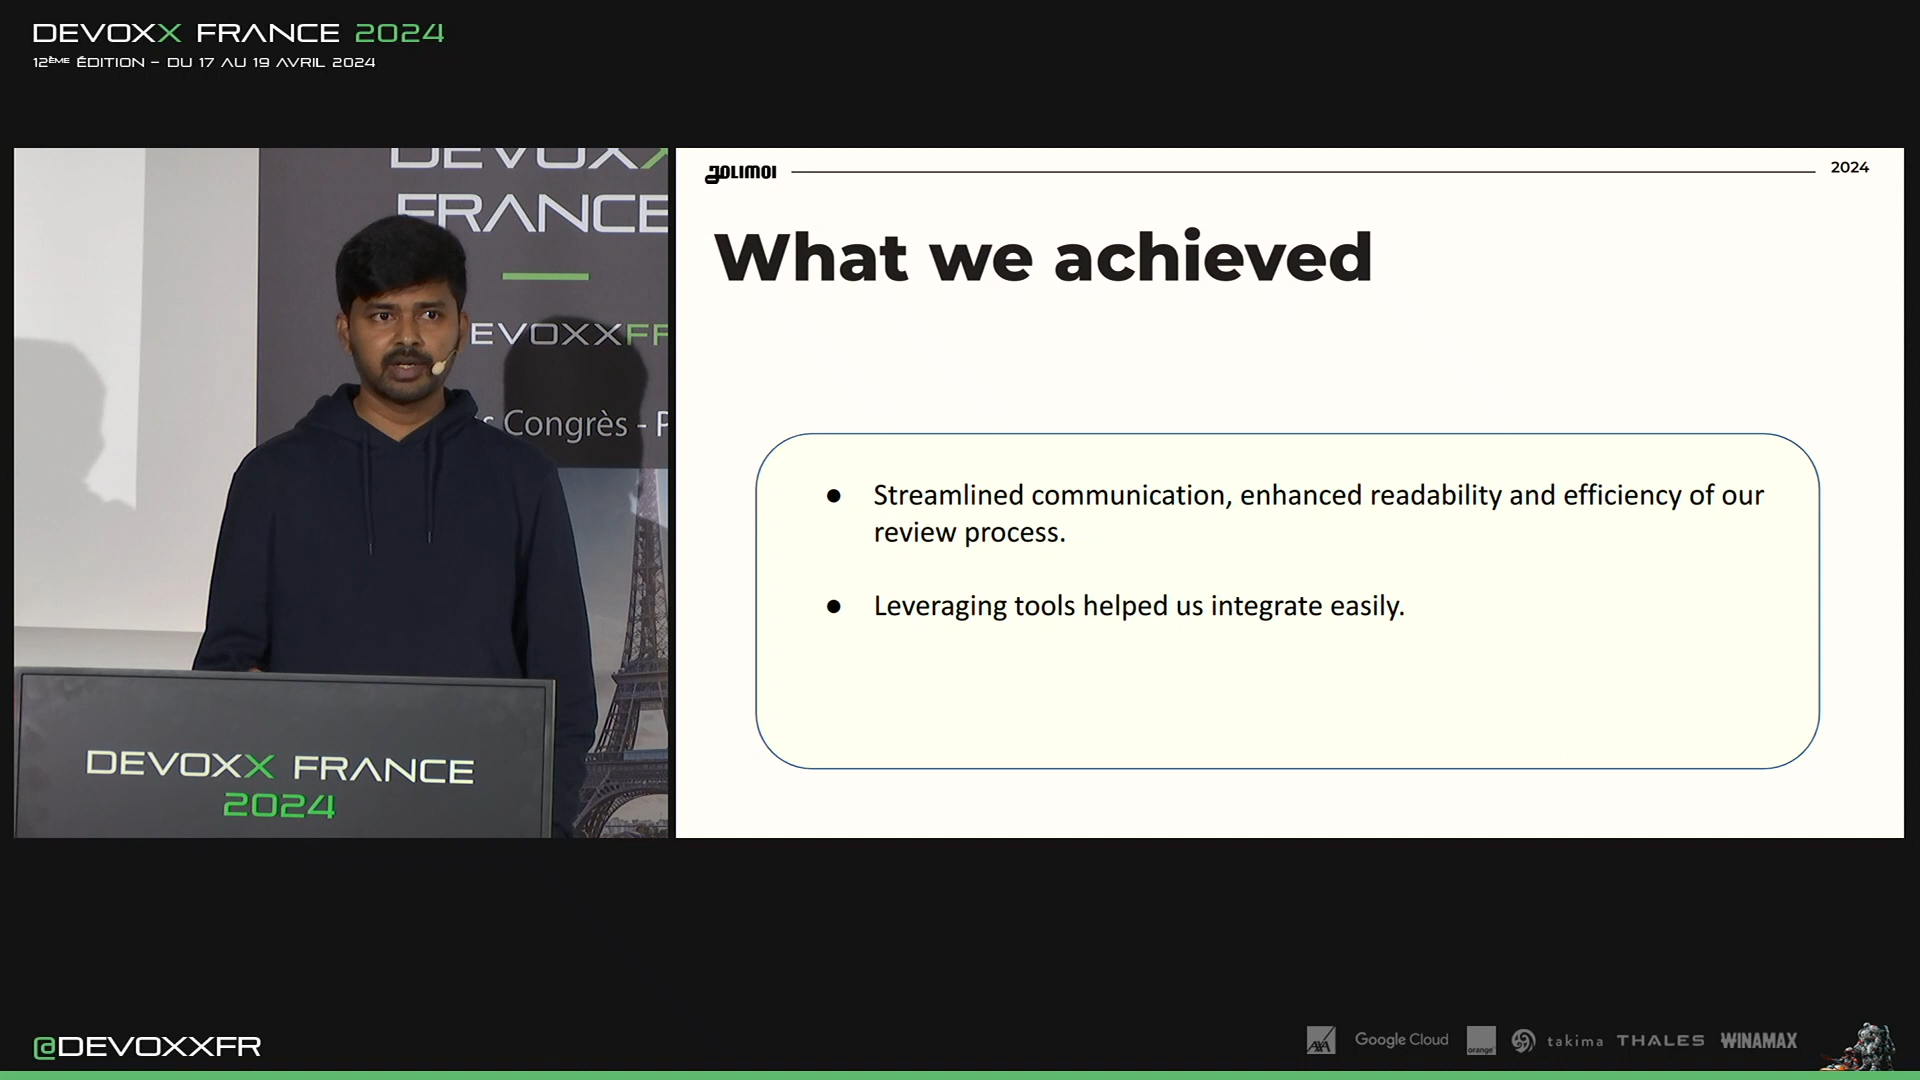 DEVOXX FRANCE 2024
12ÈME ÉDITION – DU 17 AU 19 AVRIL 2024
DEVOXX
FRANCE
EVOXXFR
s Congrès - P
DEVOXX FRANCE
2024
JOLIMOI
2024
What we achieved
● Streamlined communication, enhanced readability and efficiency of our
review process.
● Leveraging tools helped us integrate easily.
@DEVOXXFR
AXA Google Cloud orange takima THALES WINAMAX